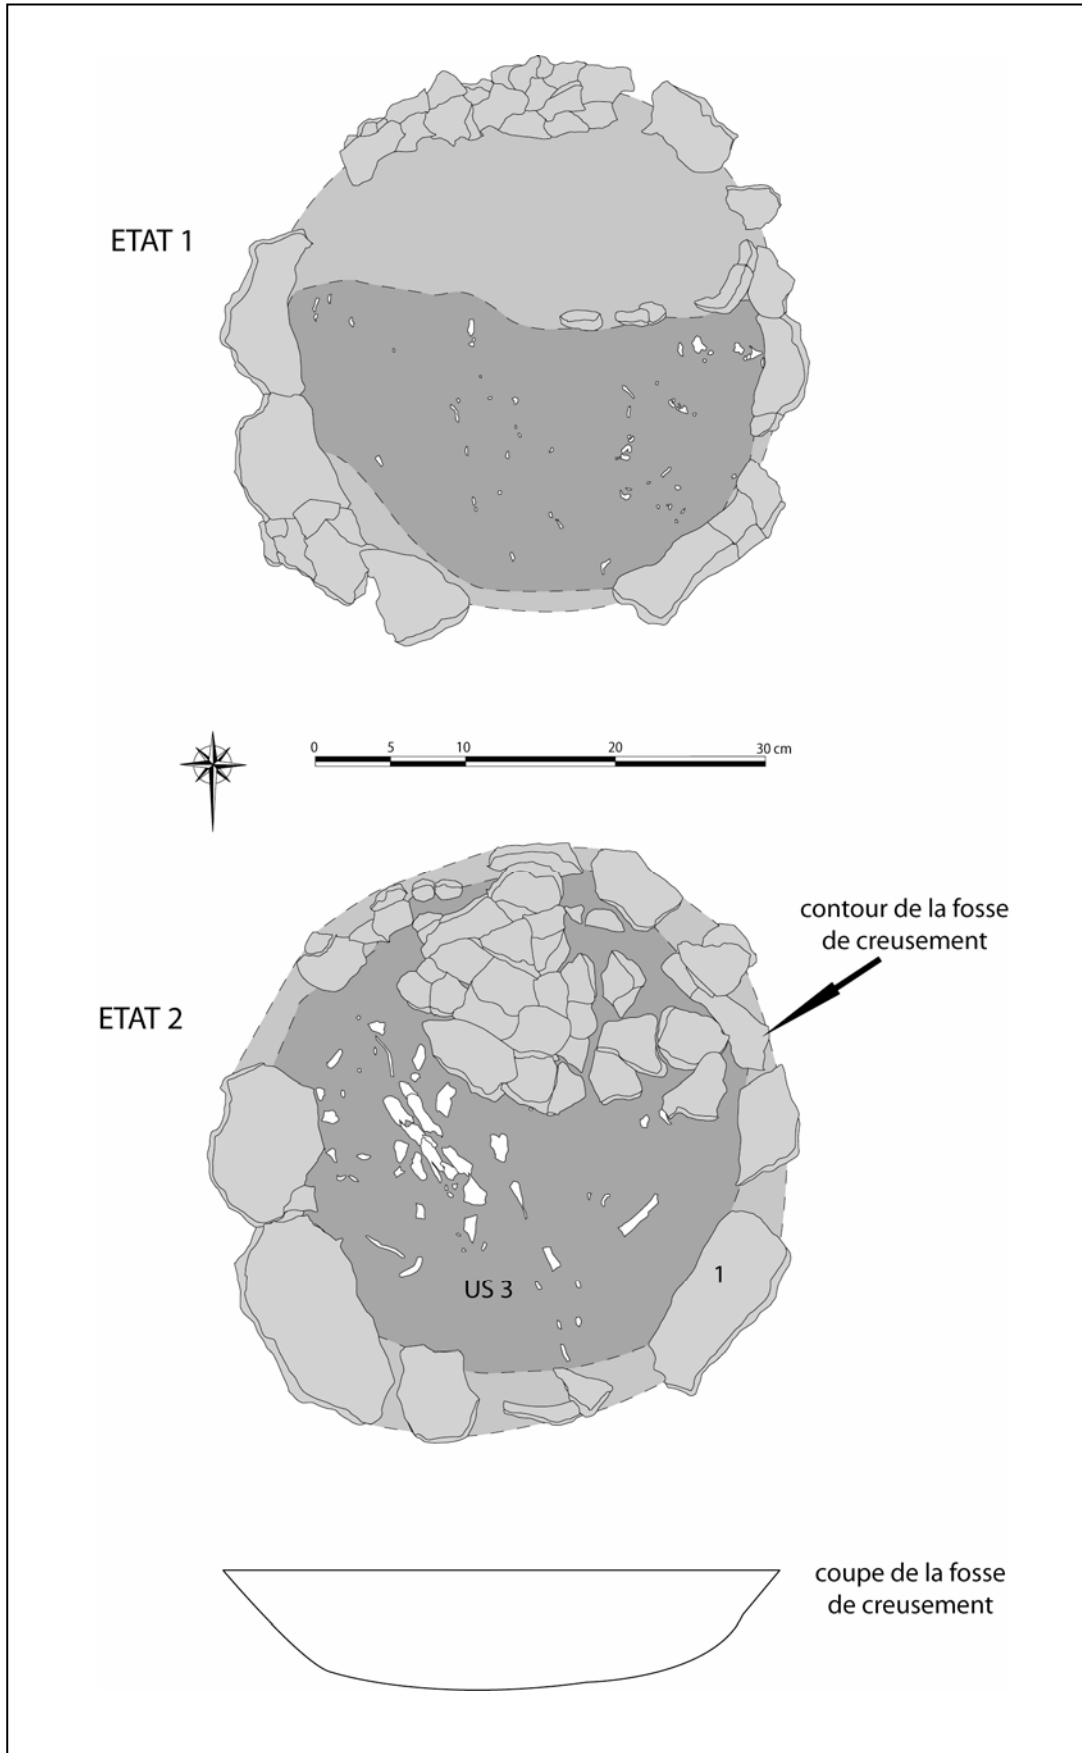 ETAT 1
0 5 10 20 30 cm
contour de la fosse
de creusement
ETAT 2
US 3
1
coupe de la fosse
de creusement